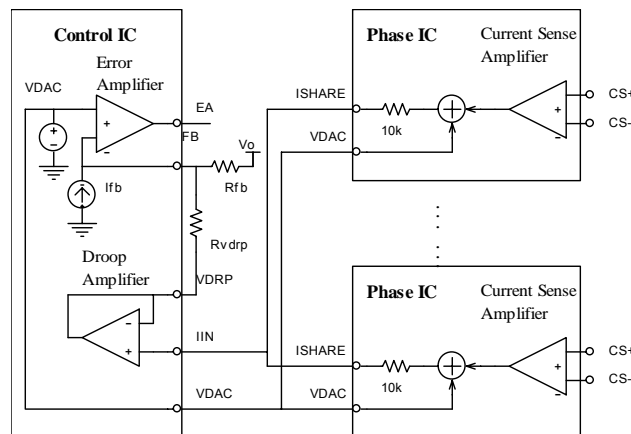 Control IC
VDAC
Error
Amplifier
+
-
+
-
EA
FB
Vo
Ifb
Rfb
Rvdrp
Droop
Amplifier
VDRP
-
+
IIN
VDAC
Phase IC
Current Sense
Amplifier
ISHARE
10k
VDAC
+
-
CS+
CS-
Phase IC
Current Sense
Amplifier
ISHARE
10k
VDAC
+
-
CS+
CS-